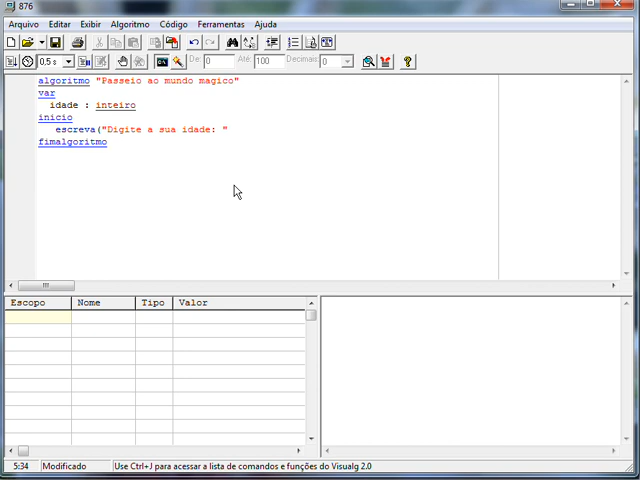 876
Arquivo Editar Exibir Algoritmo Código Ferramentas Ajuda
0,5 s De: 0 Até: 100 Decimais: 0
algoritmo "Passeio ao mundo magico"
var
idade : inteiro
inicio
escreva("Digite a sua idade: "
fimalgoritmo
Escopo Nome Tipo Valor
5:34 Modificado Use Ctrl+J para acessar a lista de comandos e funções do Visualg 2.0